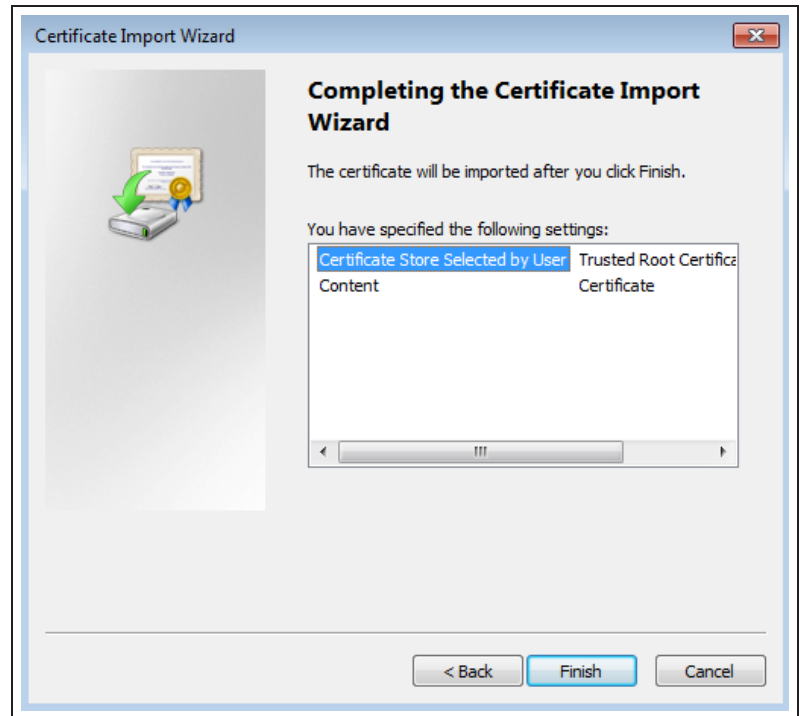 Certificate Import Wizard
Completing the Certificate Import
Wizard
The certificate will be imported after you click Finish.
You have specified the following settings:
Certificate Store Selected by User Trusted Root Certifica
Content Certificate
< Back Finish Cancel